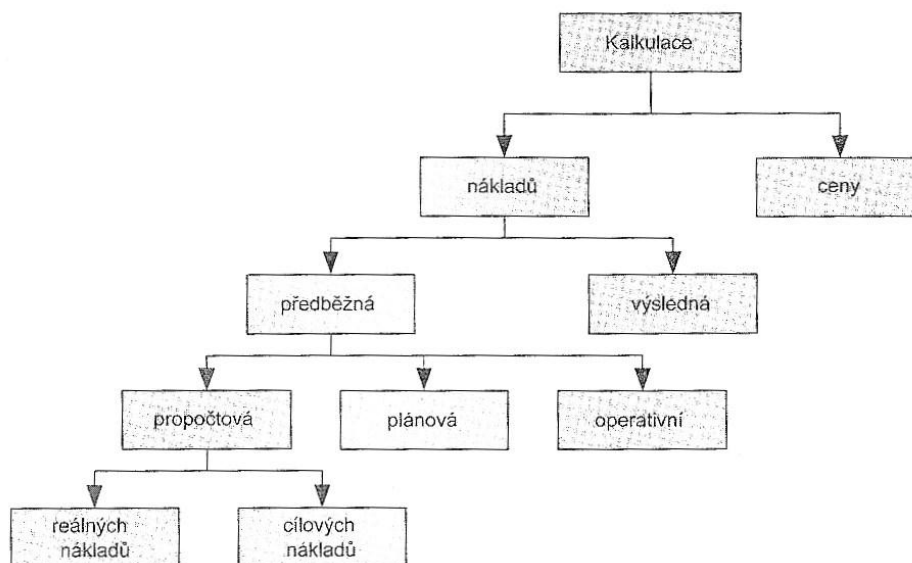 Kalkulace
nákladů
ceny
předběžná
výsledná
propočtová
plánová
operativní
reálných
nákladů
cílových
nákladů